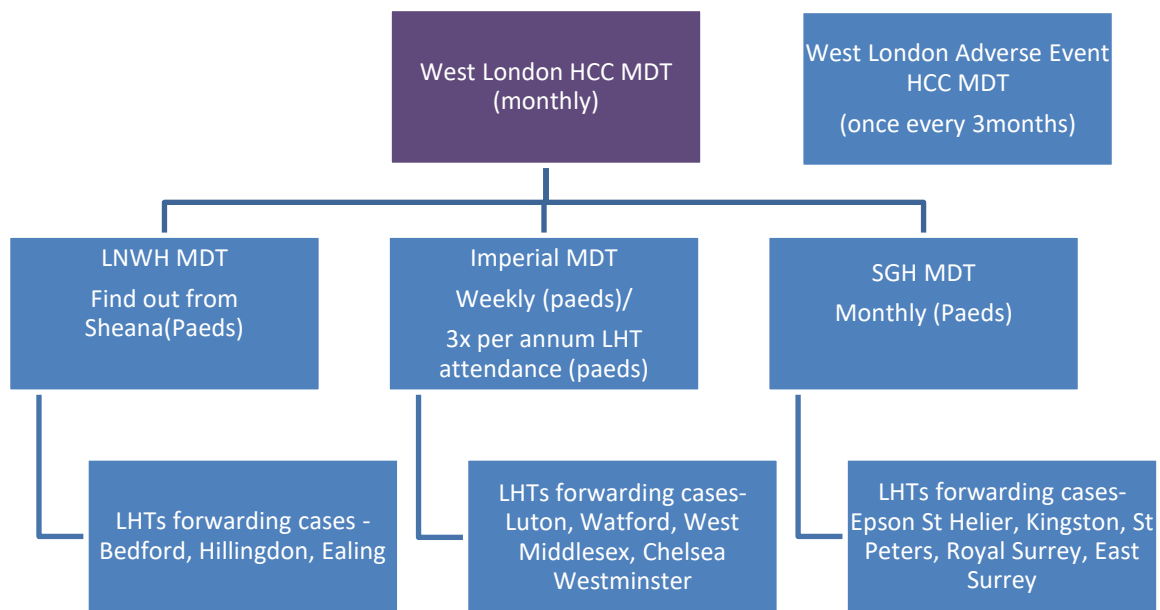 West London HCC MDT
(monthly)
West London Adverse Event
HCC MDT
(once every 3months)
LNWH MDT
Find out from
Sheana(Paeds)
Imperial MDT
Weekly (paeds)/
3x per annum LHT
attendance (paeds)
SGH MDT
Monthly (Paeds)
LHTs forwarding cases -
Bedford, Hillingdon, Ealing
LHTs forwarding cases-
Luton, Watford, West
Middlesex, Chelsea
Westminster
LHTs forwarding cases-
Epson St Helier, Kingston, St
Peters, Royal Surrey, East
Surrey